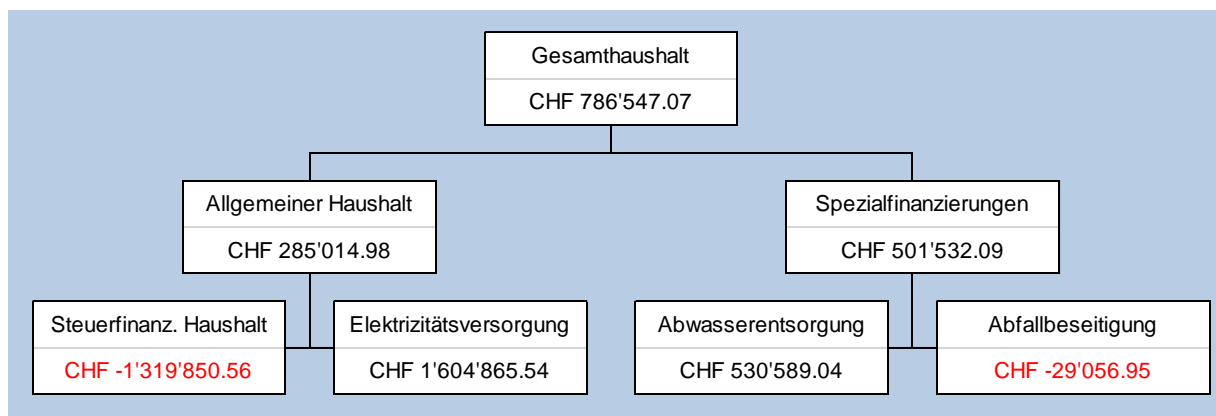 Gesamthaushalt
CHF 786'547.07
Allgemeiner Haushalt
CHF 285'014.98
Spezialfinanzierungen
CHF 501'532.09
Steuerfinanz. Haushalt
CHF -1'319'850.56
Elektrizitätsversorgung
CHF 1'604'865.54
Abwasserentsorgung
CHF 530'589.04
Abfallbeseitigung
CHF -29'056.95